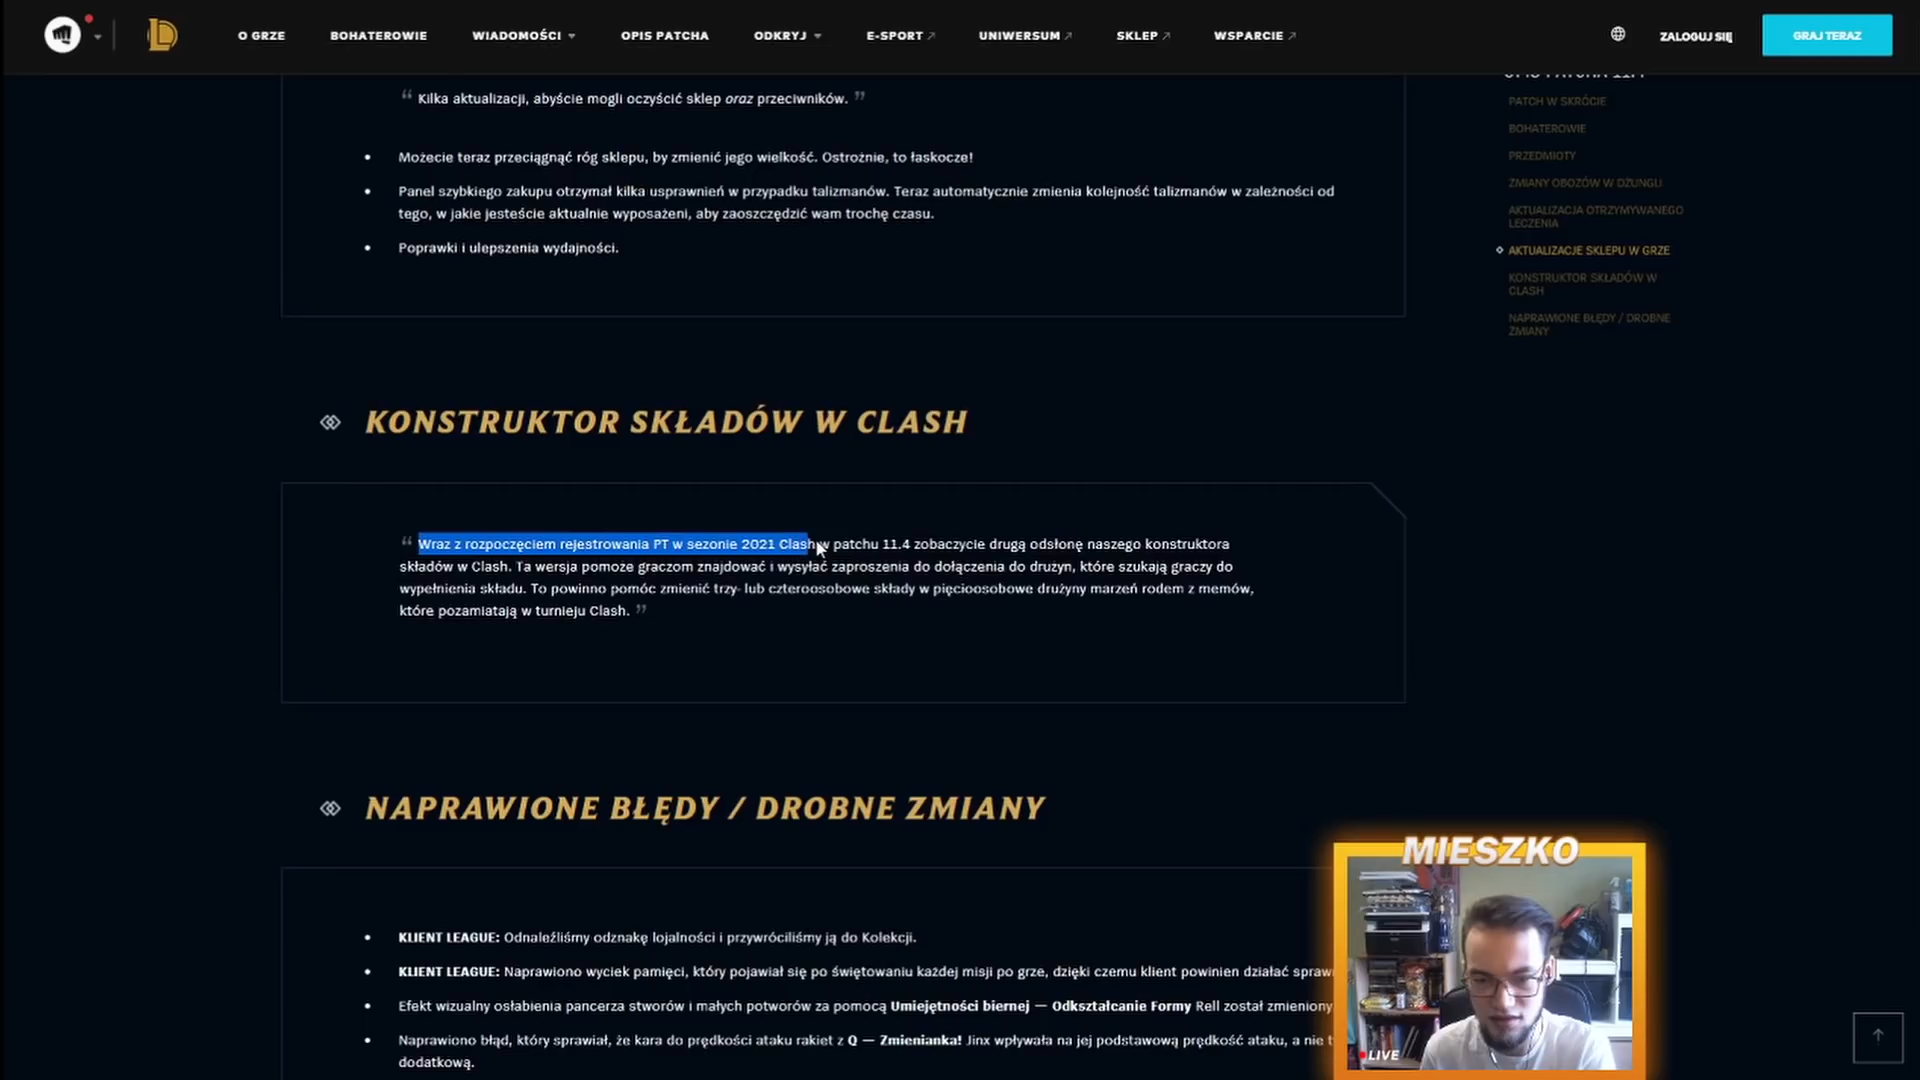 O GRZE
BOHATEROWIE
WIADOMOŚCI
OPIS PATCHA
ODKRYJ
E-SPORT
UNIWERSUM
SKLEP
WSPARCIE
ZALOGUJ SIĘ
GRAJ TERAZ
“ Kilka aktualizacji, abyście mogli oczyścić sklep oraz przeciwników. ”
• Możecie teraz przeciągnąć róg sklepu, by zmienić jego wielkość. Ostrożnie, to łaskocze!
• Panel szybkiego zakupu otrzymał kilka usprawnień w przypadku talizmanów. Teraz automatycznie zmienia kolejność talizmanów w zależności od
tego, w jakie jesteście aktualnie wyposażeni, aby zaoszczędzić wam trochę czasu.
• Poprawki i ulepszenia wydajności.
PATCH W SKRÓCIE
BOHATEROWIE
PRZEDMIOTY
ZMIANY OBOZÓW W DŻUNGLI
AKTUALIZACJA OTRZYMYWANEGO
LECZENIA
AKTUALIZACJE SKLEPU W GRZE
KONSTRUKTOR SKŁADÓW W
CLASH
NAPRAWIONE BŁĘDY / DROBNE
ZMIANY
KONSTRUKTOR SKŁADÓW W CLASH
“ Wraz z rozpoczęciem rejestrowania PT w sezonie 2021 Clash w patchu 11.4 zobaczycie drugą odsłonę naszego konstruktora
składów w Clash. Ta wersja pomoże graczom znajdować i wysyłać zaproszenia do dołączenia do drużyn, które szukają graczy do
wypełnienia składu. To powinno pomóc zmienić trzy- lub czteroosobowe składy w pięcioosobowe drużyny marzeń rodem z memów,
które pozamiatają w turnieju Clash. ”
NAPRAWIONE BŁĘDY / DROBNE ZMIANY
• KLIENT LEAGUE: Odnaleźliśmy odznakę lojalności i przywróciliśmy ją do Kolekcji.
• KLIENT LEAGUE: Naprawiono wyciek pamięci, który pojawiał się po świętowaniu każdej misji po grze, dzięki czemu klient powinien działać
• Efekt wizualny osłabienia pancerza stworów i małych potworów za pomocą Umiejętności biernej — Odkształcanie Formy Rell został zmieniony
• Naprawiono błąd, który sprawiał, że kara do prędkości ataku rakiet z Q — Zmienianka! Jinx wpływała na jej podstawową prędkość ataku, a nie
dodatkową.
MIESZKO
LIVE